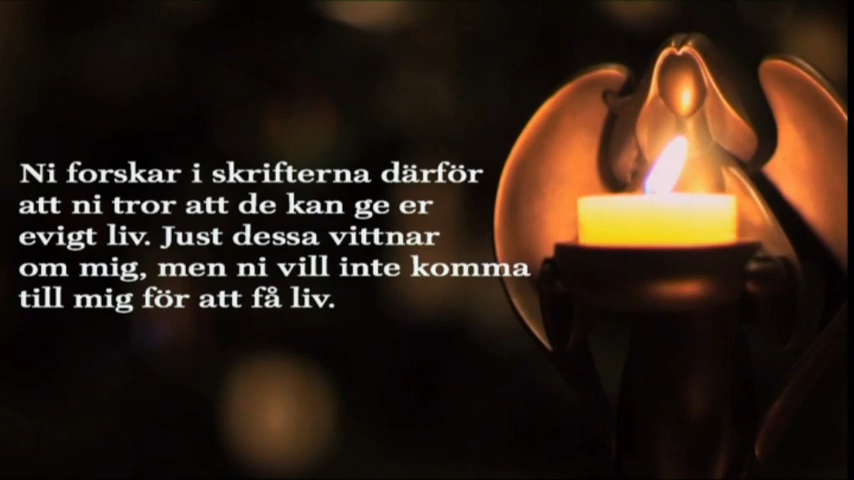 Ni forskar i skrifterna därför
att ni tror att de kan ge er
evigt liv. Just dessa vittnar
om mig, men ni vill inte komma
till mig för att få liv.